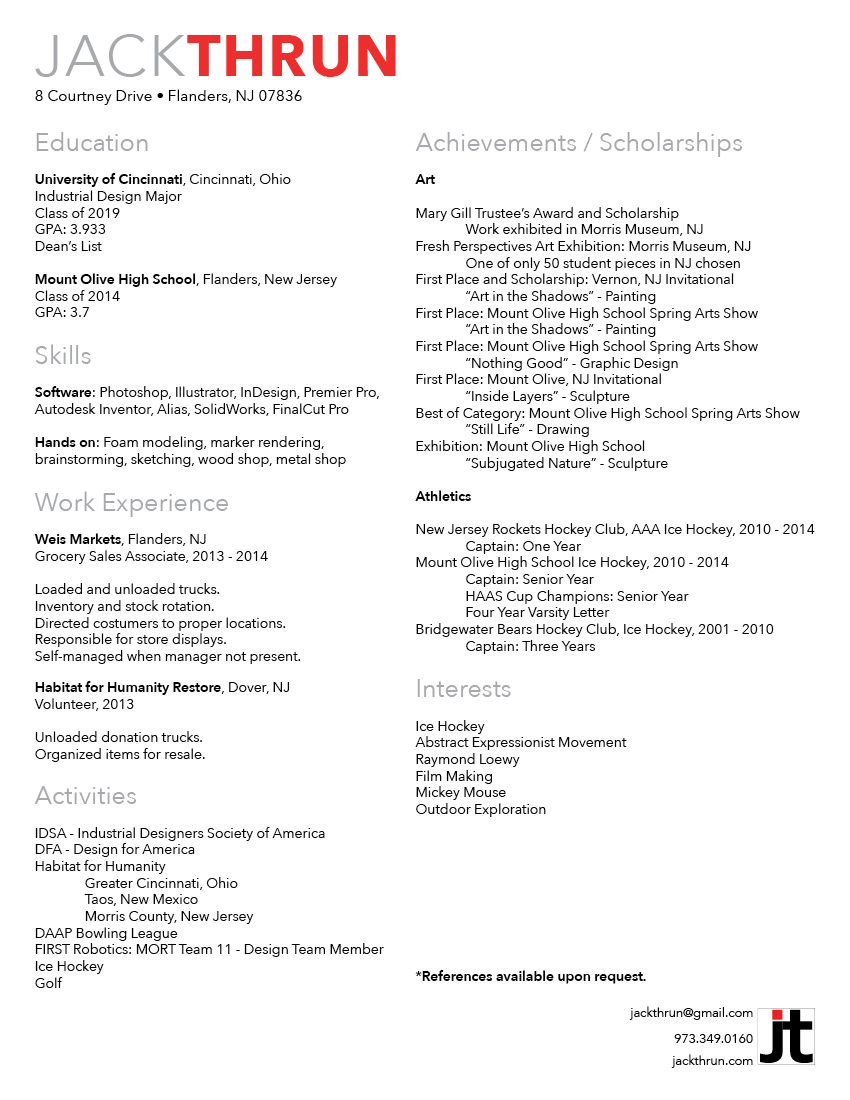 JACKTHRUN
8 Courtney Drive • Flanders, NJ 07836
Education
University of Cincinnati, Cincinnati, Ohio
Industrial Design Major
Class of 2019
GPA: 3.933
Dean’s List
Mount Olive High School, Flanders, New Jersey
Class of 2014
GPA: 3.7
Skills
Software: Photoshop, Illustrator, InDesign, Premier Pro,
Autodesk Inventor, Alias, SolidWorks, FinalCut Pro
Hands on: Foam modeling, marker rendering,
brainstorming, sketching, wood shop, metal shop
Work Experience
Weis Markets, Flanders, NJ
Grocery Sales Associate, 2013 - 2014
Loaded and unloaded trucks.
Inventory and stock rotation.
Directed costumers to proper locations.
Responsible for store displays.
Self-managed when manager not present.
Habitat for Humanity Restore, Dover, NJ
Volunteer, 2013
Unloaded donation trucks.
Organized items for resale.
Activities
IDSA - Industrial Designers Society of America
DFA - Design for America
Habitat for Humanity
Greater Cincinnati, Ohio
Taos, New Mexico
Morris County, New Jersey
DAAP Bowling League
FIRST Robotics: MORT Team 11 - Design Team Member
Ice Hockey
Golf
Achievements / Scholarships
Art
Mary Gill Trustee’s Award and Scholarship
Work exhibited in Morris Museum, NJ
Fresh Perspectives Art Exhibition: Morris Museum, NJ
One of only 50 student pieces in NJ chosen
First Place and Scholarship: Vernon, NJ Invitational
“Art in the Shadows” - Painting
First Place: Mount Olive High School Spring Arts Show
“Art in the Shadows” - Painting
First Place: Mount Olive High School Spring Arts Show
“Nothing Good” - Graphic Design
First Place: Mount Olive, NJ Invitational
“Inside Layers” - Sculpture
Best of Category: Mount Olive High School Spring Arts Show
“Still Life” - Drawing
Exhibition: Mount Olive High School
“Subjugated Nature” - Sculpture
Athletics
New Jersey Rockets Hockey Club, AAA Ice Hockey, 2010 - 2014
Captain: One Year
Mount Olive High School Ice Hockey, 2010 - 2014
Captain: Senior Year
HAAS Cup Champions: Senior Year
Four Year Varsity Letter
Bridgewater Bears Hockey Club, Ice Hockey, 2001 - 2010
Captain: Three Years
Interests
Ice Hockey
Abstract Expressionist Movement
Raymond Loewy
Film Making
Mickey Mouse
Outdoor Exploration
*References available upon request.
jackthrun@gmail.com
973.349.0160
jackthrun.com
jt